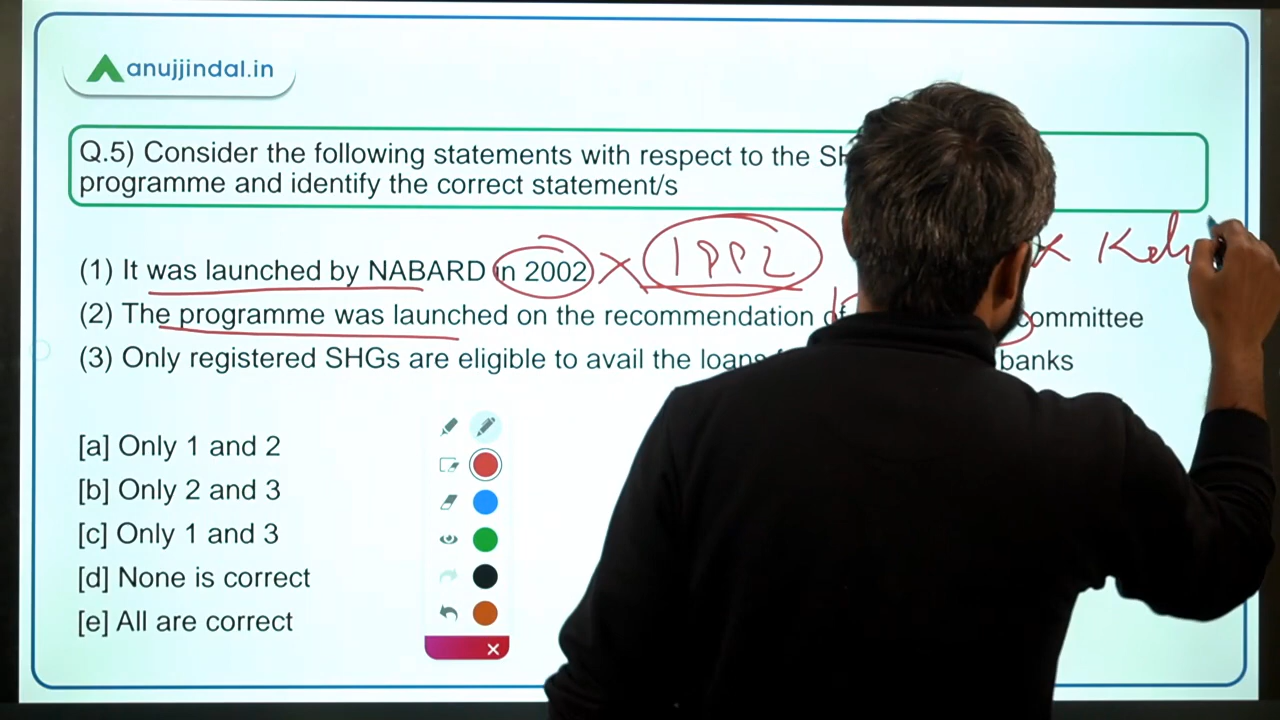 anujjindal.in
Q.5) Consider the following statements with respect to the
programme and identify the correct statement/s
(1) It was launched by NABARD in 2002 × 1992 ×
(2) The programme was launched on the recommendation committee
(3) Only registered SHGs are eligible to avail the loans banks
[a] Only 1 and 2
[b] Only 2 and 3
[c] Only 1 and 3
[d] None is correct
[e] All are correct
×